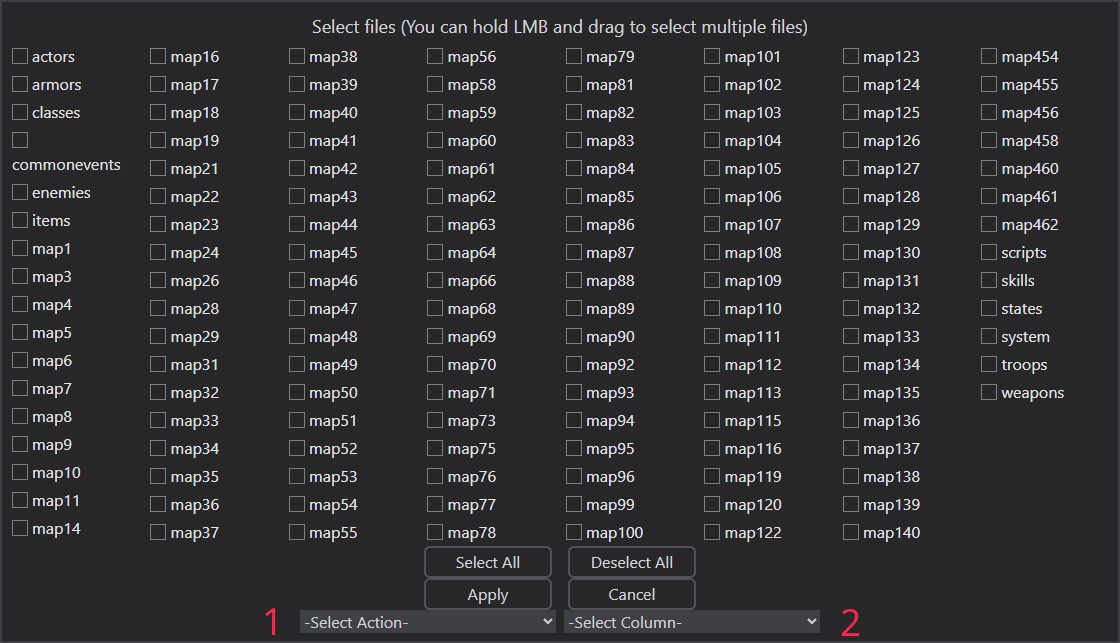 Select files (You can hold LMB and drag to select multiple files)
actors
armors
classes
commonevents
enemies
items
map1
map3
map4
map5
map6
map7
map8
map9
map10
map11
map14
map16
map17
map18
map19
map21
map22
map23
map24
map26
map28
map29
map31
map32
map33
map34
map35
map36
map37
map38
map39
map40
map41
map42
map43
map44
map45
map46
map47
map48
map49
map50
map51
map52
map53
map54
map55
map56
map58
map59
map60
map61
map62
map63
map64
map66
map68
map69
map70
map71
map73
map75
map76
map77
map78
map79
map81
map82
map83
map84
map85
map86
map87
map88
map89
map90
map92
map93
map94
map95
map96
map99
map100
map101
map102
map103
map104
map105
map106
map107
map108
map109
map110
map111
map112
map113
map115
map116
map119
map120
map122
map123
map124
map125
map126
map127
map128
map129
map130
map131
map132
map133
map134
map135
map136
map137
map138
map139
map140
map454
map455
map456
map458
map460
map461
map462
scripts
skills
states
system
troops
weapons
Select All
Deselect All
Apply
Cancel
1
-Select Action-
-Select Column-
2